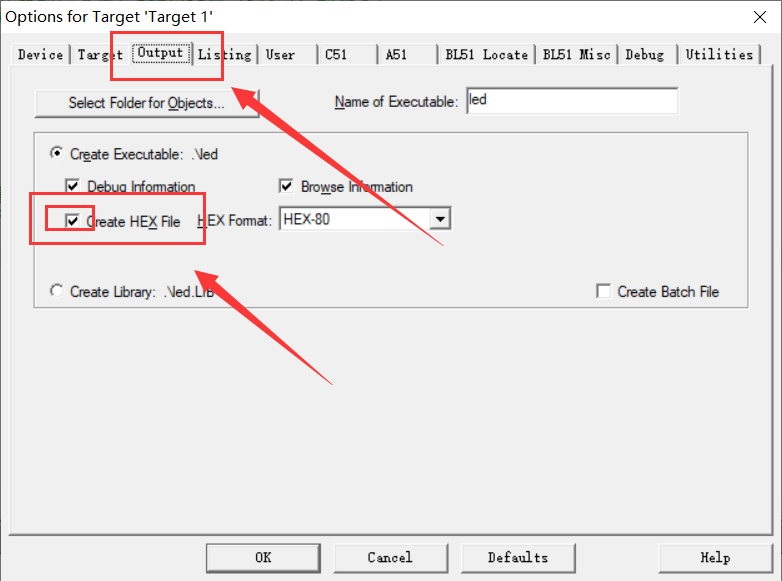 Options for Target 'Target 1'
Device Target Output Listing User C51 A51 BL51 Locate BL51 Misc Debug Utilities
Select Folder for Objects... Name of Executable: led
Create Executable: .\led
Debug Information Browse Information
Create HEX File HEX Format: HEX-80
Create Library: .\led.LIB Create Batch File
OK Cancel Defaults Help